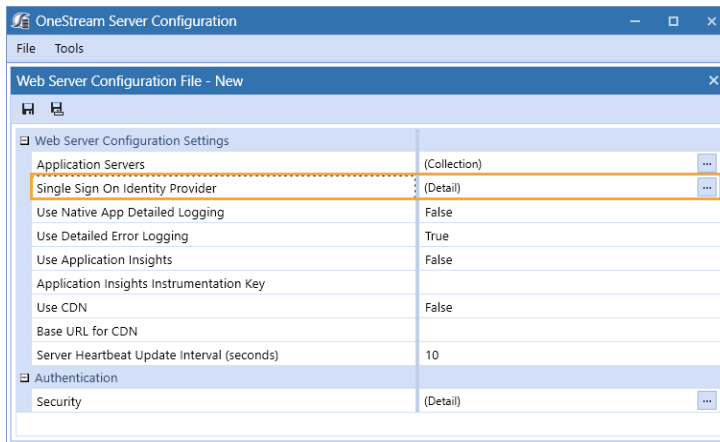 OneStream Server Configuration
File Tools
Web Server Configuration File - New
Web Server Configuration Settings
Application Servers (Collection) ...
Single Sign On Identity Provider (Detail) ...
Use Native App Detailed Logging False
Use Detailed Error Logging True
Use Application Insights False
Application Insights Instrumentation Key
Use CDN False
Base URL for CDN
Server Heartbeat Update Interval (seconds) 10
Authentication
Security (Detail) ...